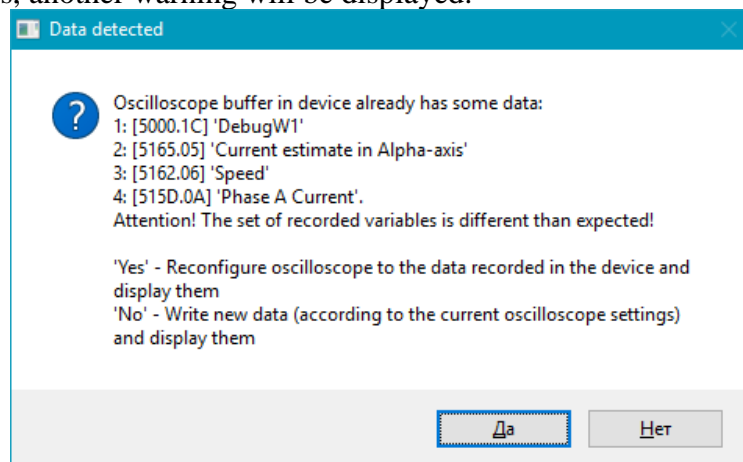 s, another warning will be displayed.
Data detected
Oscilloscope buffer in device already has some data:
1: [5000.1C] 'DebugW1'
2: [5165.05] 'Current estimate in Alpha-axis'
3: [5162.06] 'Speed'
4: [515D.0A] 'Phase A Current'.
Attention! The set of recorded variables is different than expected!
'Yes' - Reconfigure oscilloscope to the data recorded in the device and
display them
'No' - Write new data (according to the current oscilloscope settings)
and display them
Да
Нет